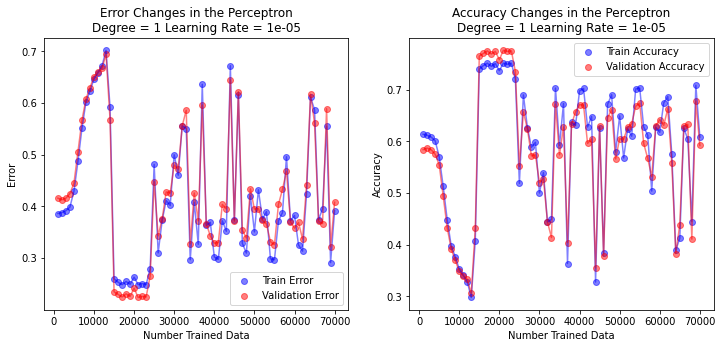 Error Changes in the Perceptron
Degree = 1 Learning Rate = 1e-05
0.7
0.6
0.5
0.4
0.3
Error
Train Error
Validation Error
0
10000
20000
30000
40000
50000
60000
70000
Number Trained Data
Accuracy Changes in the Perceptron
Degree = 1 Learning Rate = 1e-05
Train Accuracy
Validation Accuracy
0.7
0.6
0.5
0.4
0.3
Accuracy
0
10000
20000
30000
40000
50000
60000
70000
Number Trained Data